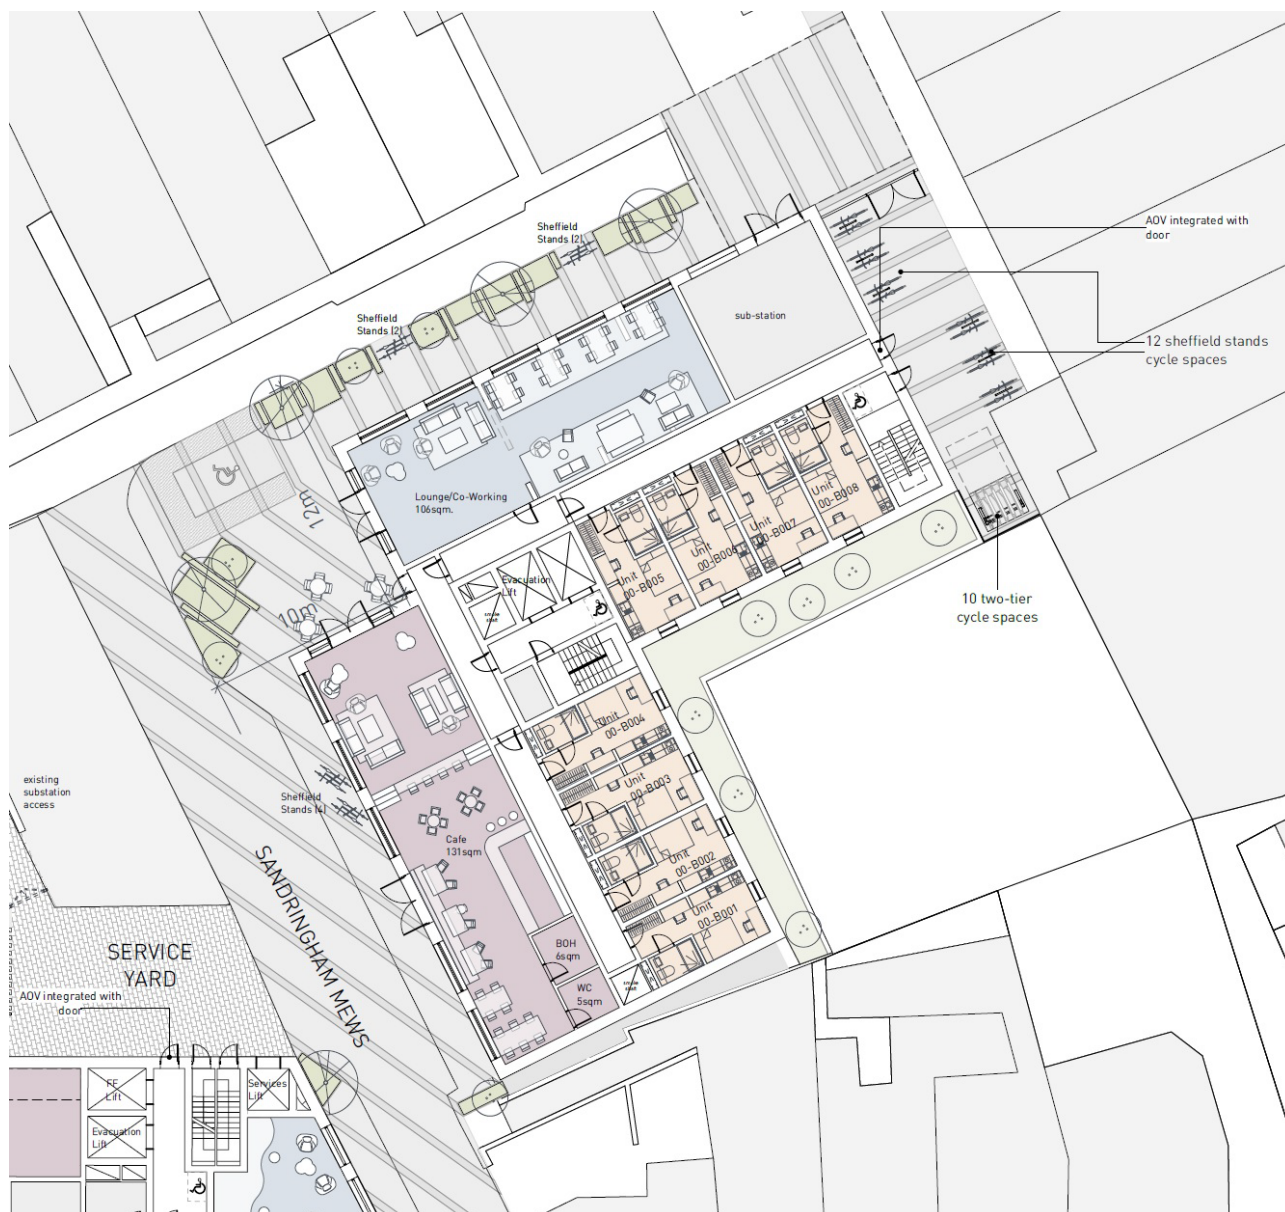 Sheffield
Stands (2)
AOV integrated with
door
Sheffield
Stands (2)
sub-station
12 sheffield stands
cycle spaces
12m
Lounge/Co-Working
106sqm.
Unit
00-B008
Unit
00-B007
Unit
00-B006
Unit
00-B005
Evacuation
Lift
smoke
shaft
10m
10 two-tier
cycle spaces
Unit
00-B004
existing
substation
access
Sheffield
Stands (4)
Unit
00-B003
Cafe
131sqm
Unit
00-B002
SANDRINGHAM MEWS
Unit
00-B001
SERVICE
YARD
BOH
6sqm
WC
5sqm
smoke
shaft
AOV integrated with
door
FF
Lift
Services
Lift
Evacuation
Lift